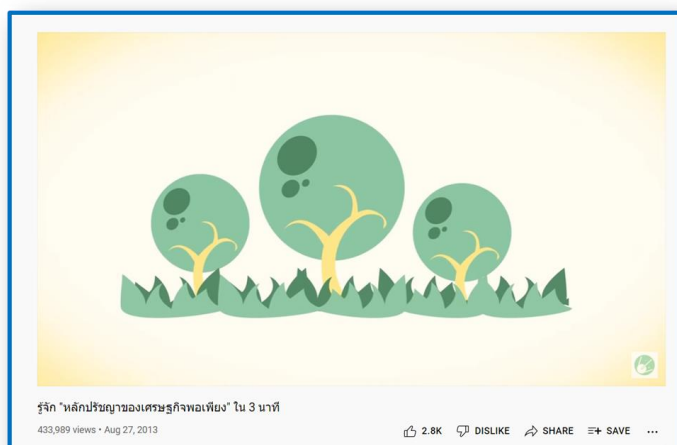 รู้จัก "หลักปรัชญาของเศรษฐกิจพอเพียง" ใน 3 นาที
433,989 views • Aug 27, 2013
2.8K DISLIKE SHARE SAVE